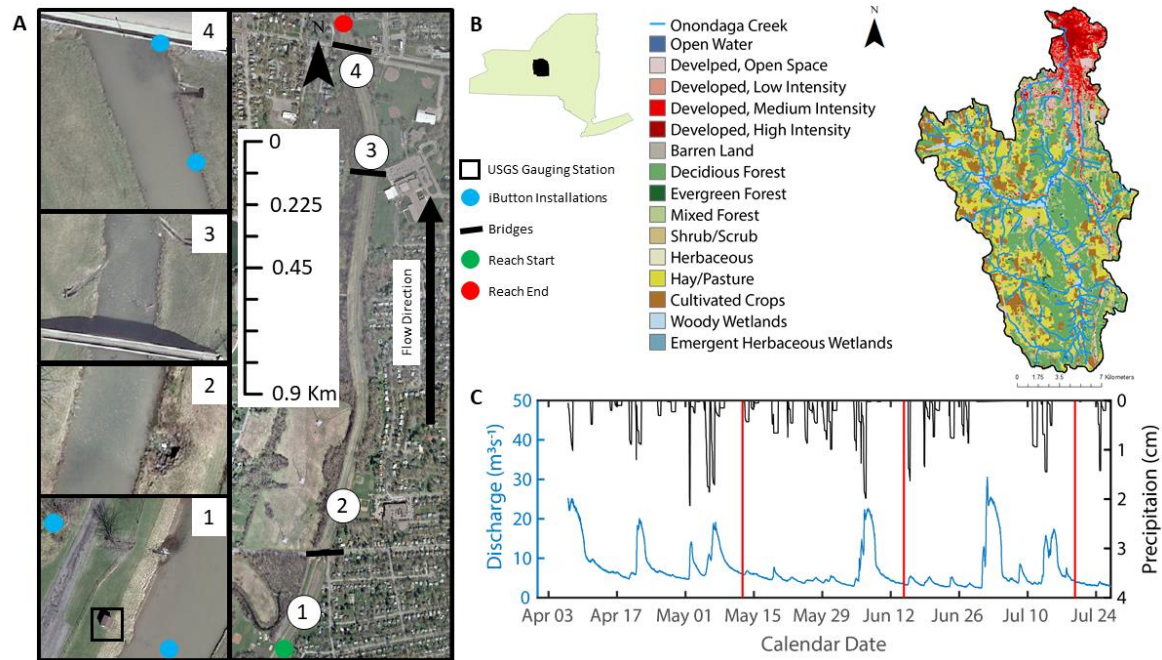 A
4
3
2
1
N
4
3
2
1
0
0.225
0.45
0.9 Km
Flow Direction
B
USGS Gauging Station
iButton Installations
Bridges
Reach Start
Reach End
Onondaga Creek
Open Water
Develped, Open Space
Developed, Low Intensity
Developed, Medium Intensity
Developed, High Intensity
Barren Land
Decidious Forest
Evergreen Forest
Mixed Forest
Shrub/Scrub
Herbaceous
Hay/Pasture
Cultivated Crops
Woody Wetlands
Emergent Herbaceous Wetlands
N
0 1.75 3.5 7 Kilometers
C
Discharge (m³s⁻¹)
50
40
30
20
10
0
0
1
2
3
4
Precipitaion (cm)
Apr 03 Apr 17 May 01 May 15 May 29 Jun 12 Jun 26 Jul 10 Jul 24
Calendar Date